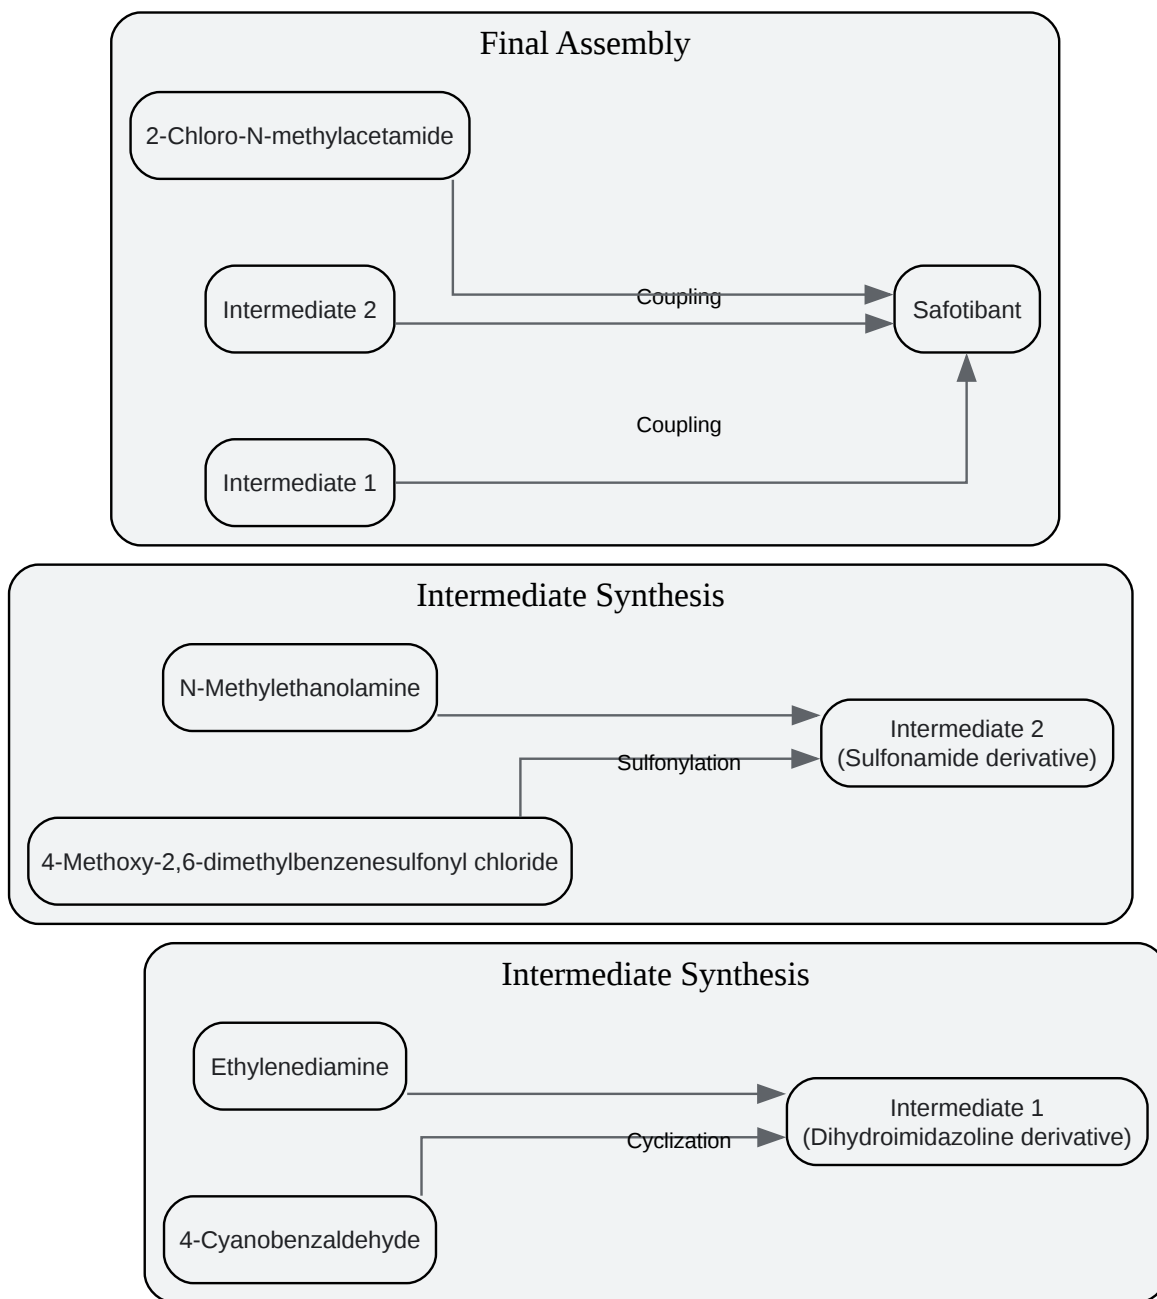 Final Assembly
2-Chloro-N-methylacetamide
Coupling
Intermediate 2
Safotibant
Coupling
Intermediate 1
Intermediate Synthesis
N-Methylethanolamine
Intermediate 2
(Sulfonamide derivative)
Sulfonylation
4-Methoxy-2,6-dimethylbenzenesulfonyl chloride
Intermediate Synthesis
Ethylenediamine
Intermediate 1
(Dihydroimidazoline derivative)
Cyclization
4-Cyanobenzaldehyde